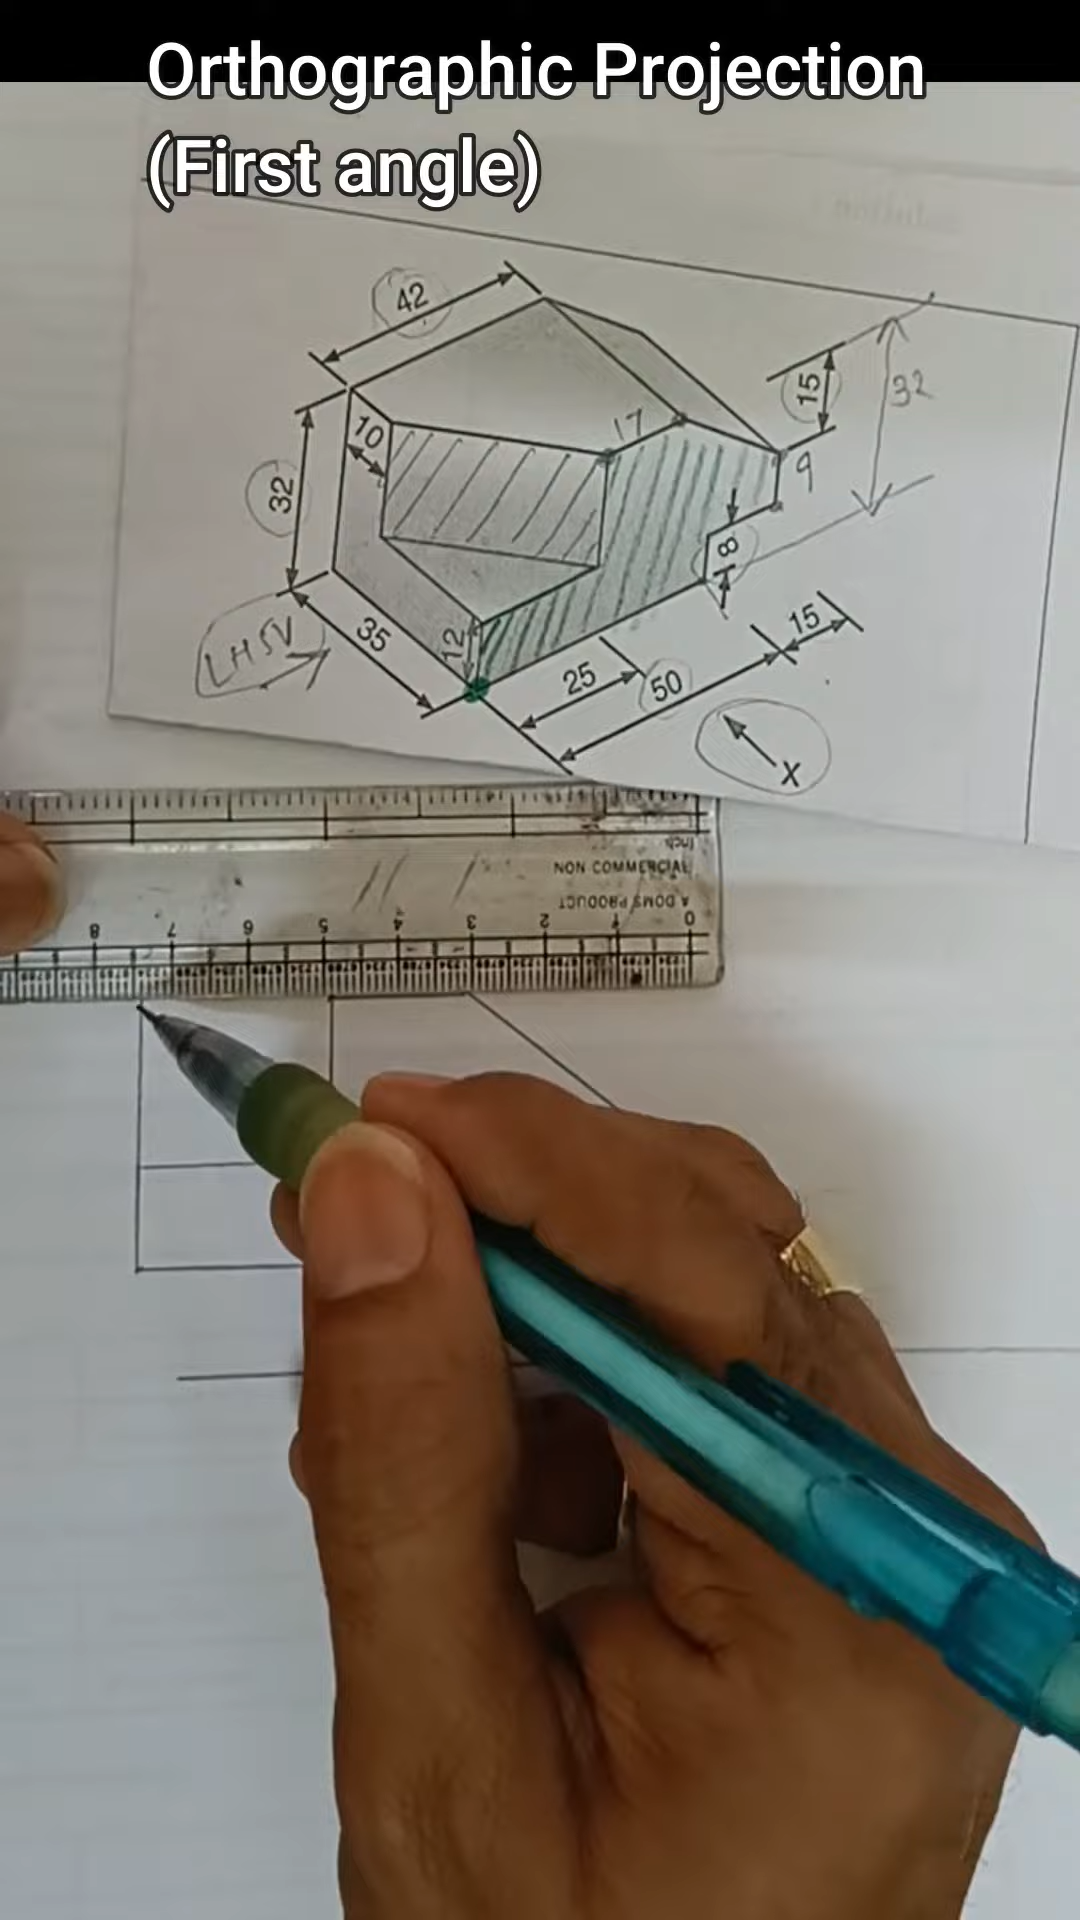 Orthographic Projection
(First angle)
42
15
32
17
10
9
32
8
LHSV
35
12
15
25
50
X
Inch
NON COMMERCIAL
A DOMS PRODUCT
8 7 6 5 4 3 2 1 0